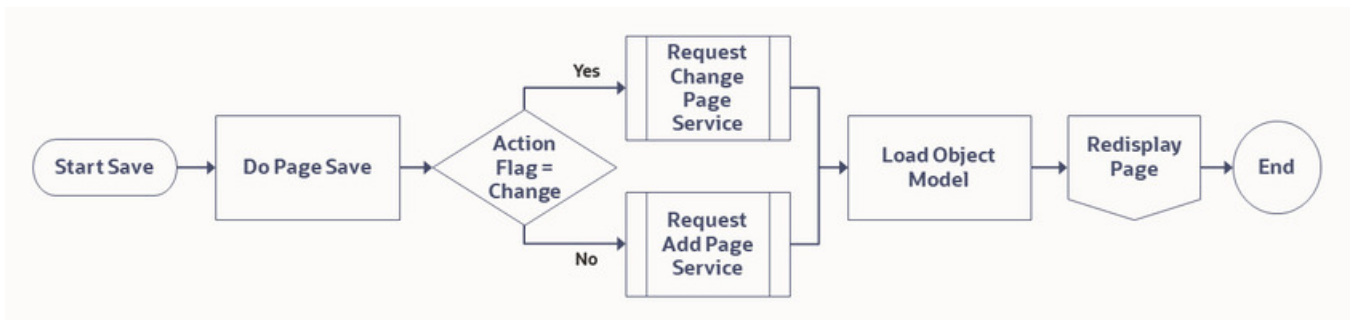 Start Save
Do Page Save
Action
Flag =
Change
Yes
Request
Change
Page
Service
No
Request
Add Page
Service
Load Object
Model
Redisplay
Page
End